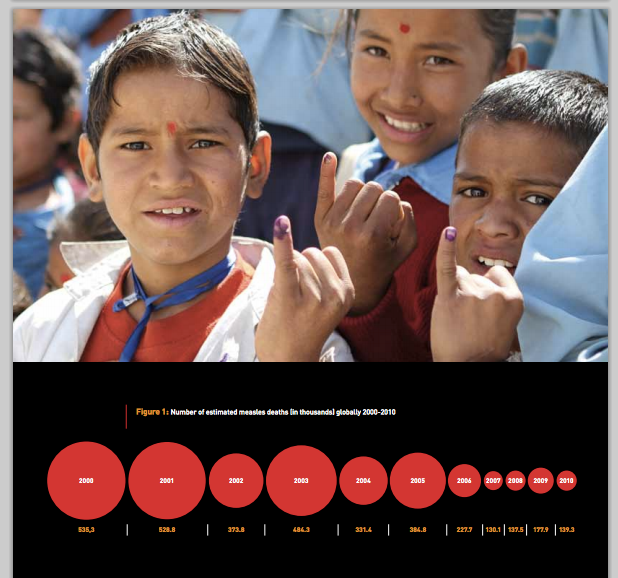 Figure 1: Number of estimated measles deaths (in thousands) globally 2000-2010
2000 2001 2002 2003 2004 2005 2006 2007 2008 2009 2010
535,3 528.8 373.8 484.3 331.4 384.8 227.7 130.1 137.5 177.9 139.3